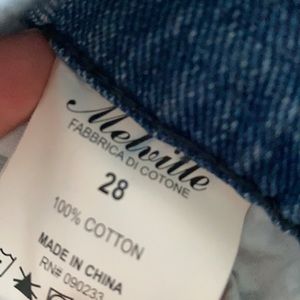 Melville
FABBRICA DI COTONE
28
100% COTTON
MADE IN CHINA
RN# 090233